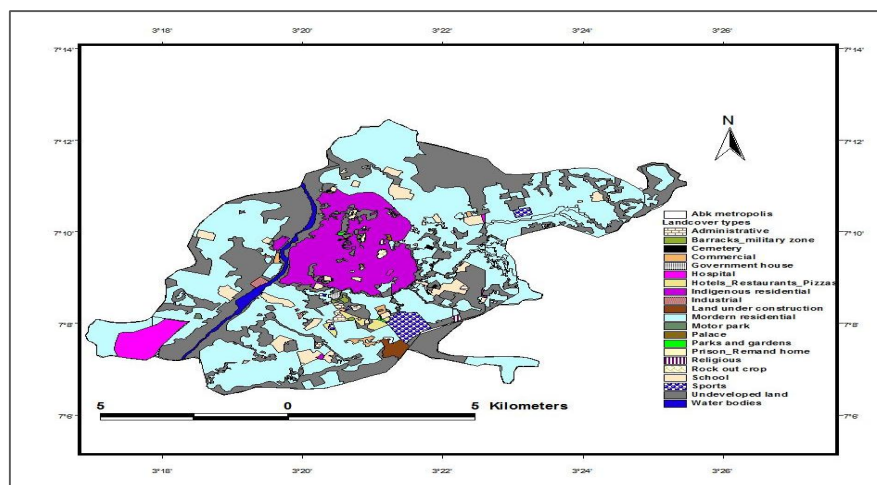 3°18' 3°20' 3°22' 3°24' 3°26'
7°14' 7°14'
7°12' 7°12'
N
7°10' 7°10'
Abk metropolis
Landcover types
Administrative
Barracks_military zone
Cemetery
Commercial
Government house
Hospital
Hotels_Restaurants_Pizzas
Indigenous residential
Industrial
Land under construction
Mordern residential
Motor park
Palace
Parks and gardens
Prison_Remand home
Religious
Rock out crop
School
Sports
Undeveloped land
Water bodies
7°8' 7°8'
7°6' 7°6'
5 0 5 Kilometers
3°18' 3°20' 3°22' 3°24' 3°26'